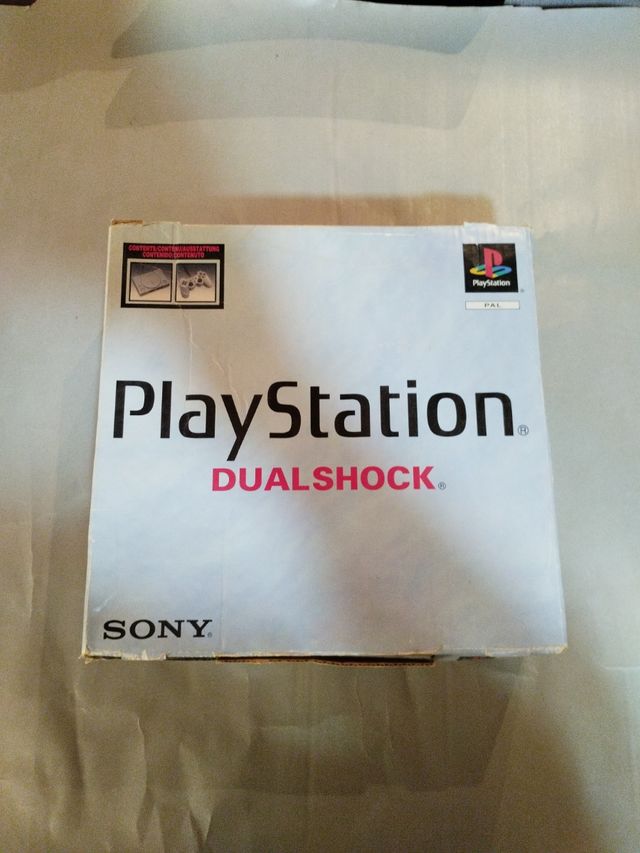 CONTENTS/CONTENU/AUSSTATTUNG
CONTENIDO/CONTENUTO
PlayStation
PAL
PlayStation®
DUALSHOCK®
SONY®